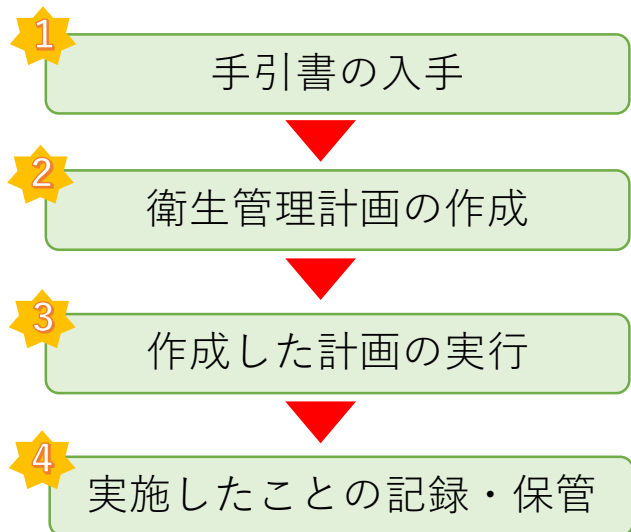 1
手引書の入手
2
衛生管理計画の作成
3
作成した計画の実行
4
実施したことの記録・保管